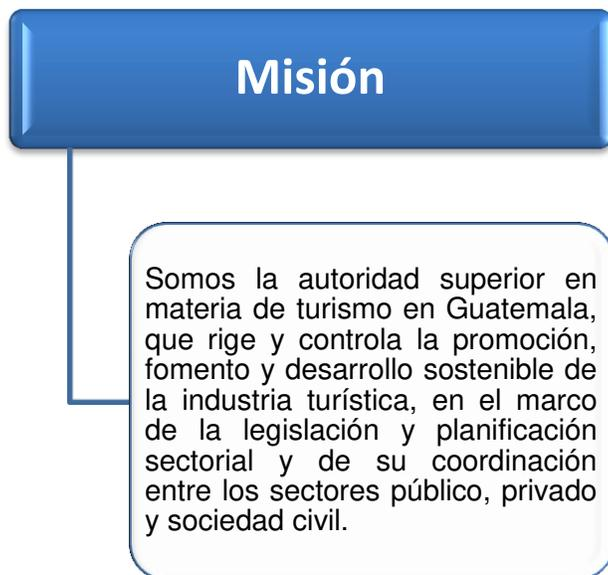 Misión
Somos la autoridad superior en
materia de turismo en Guatemala,
que rige y controla la promoción,
fomento y desarrollo sostenible de
la industria turística, en el marco
de la legislación y planificación
sectorial y de su coordinación
entre los sectores público, privado
y sociedad civil.